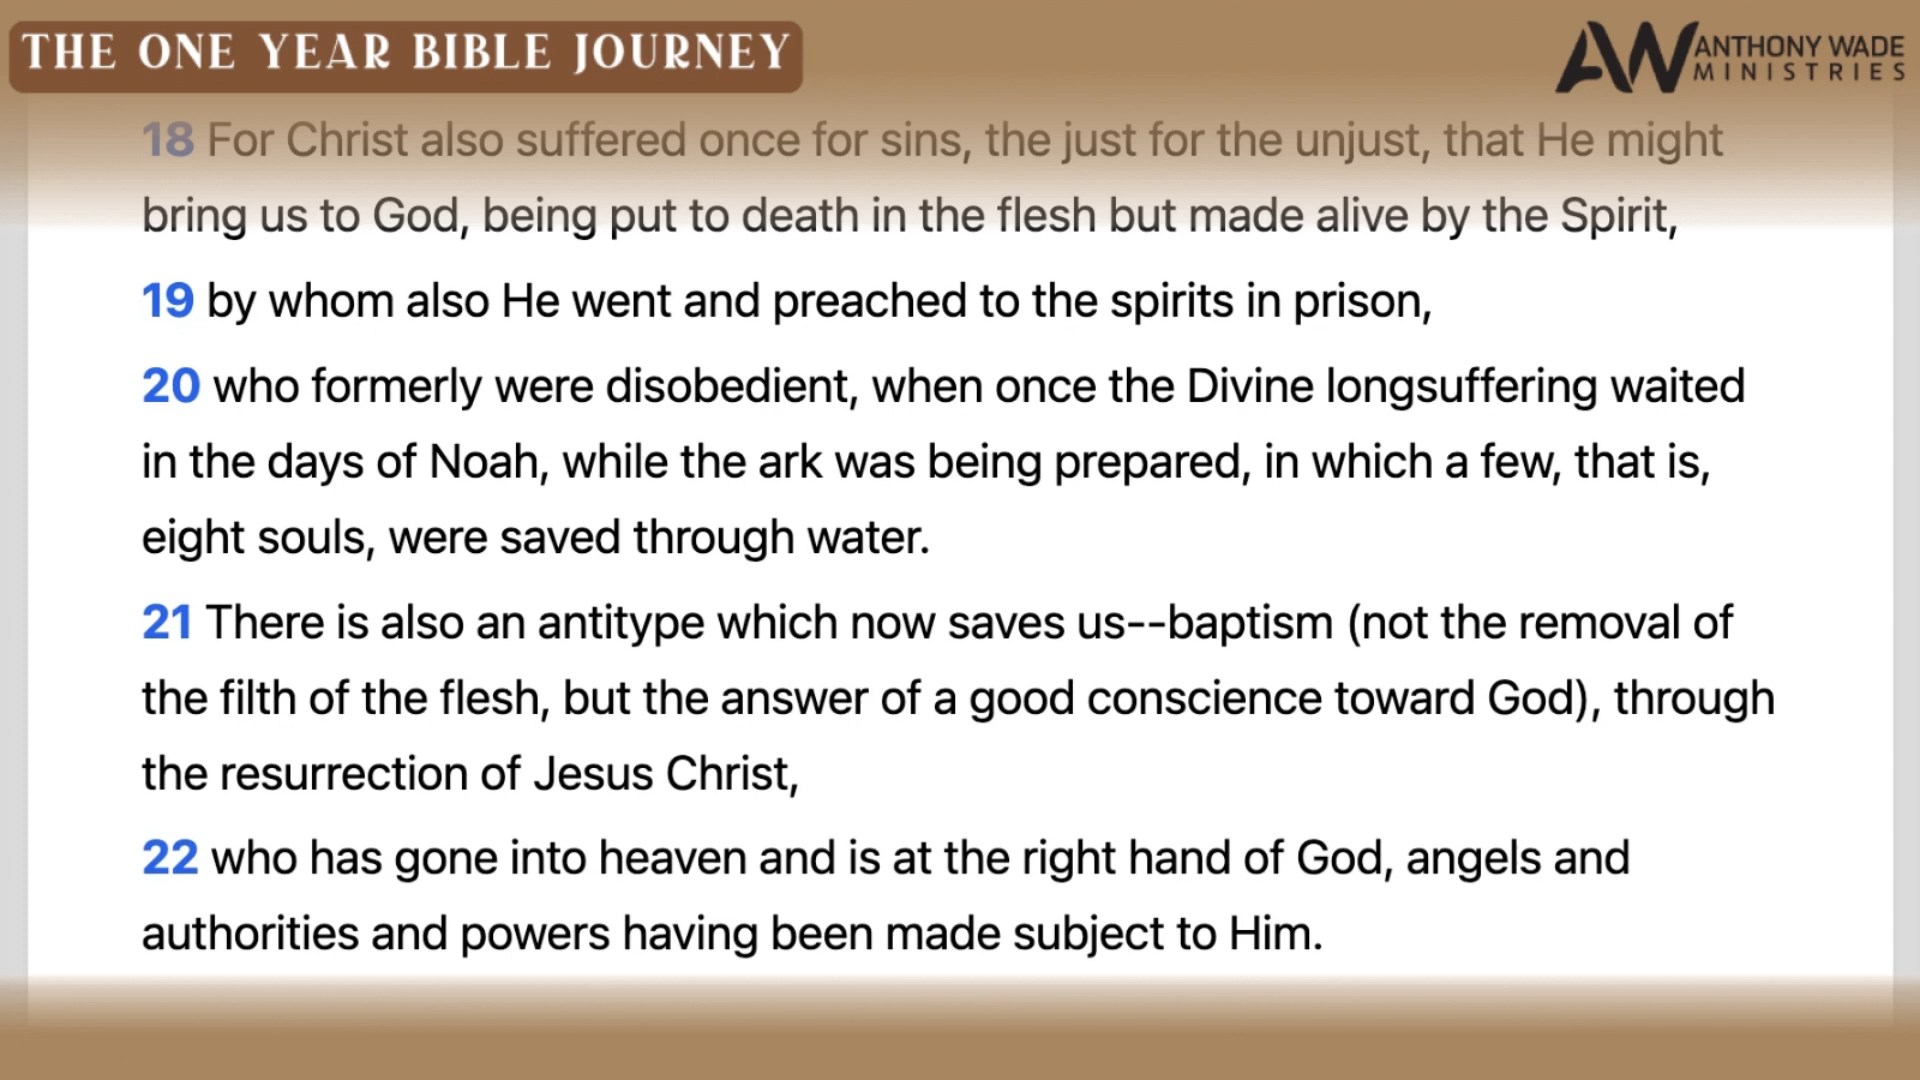 THE ONE YEAR BIBLE JOURNEY
AW ANTHONY WADE
MINISTRIES
18 For Christ also suffered once for sins, the just for the unjust, that He might
bring us to God, being put to death in the flesh but made alive by the Spirit,
19 by whom also He went and preached to the spirits in prison,
20 who formerly were disobedient, when once the Divine longsuffering waited
in the days of Noah, while the ark was being prepared, in which a few, that is,
eight souls, were saved through water.
21 There is also an antitype which now saves us--baptism (not the removal of
the filth of the flesh, but the answer of a good conscience toward God), through
the resurrection of Jesus Christ,
22 who has gone into heaven and is at the right hand of God, angels and
authorities and powers having been made subject to Him.